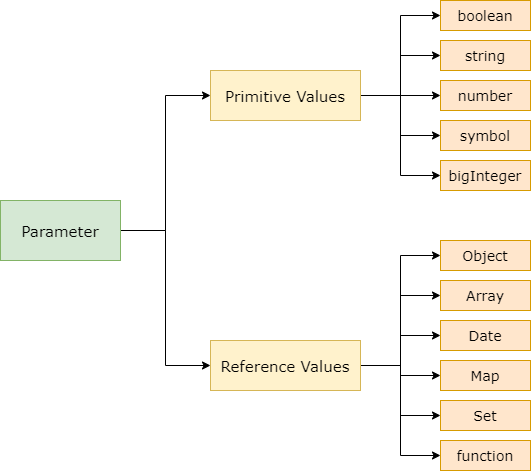 Parameter
Primitive Values
boolean
string
number
symbol
bigInteger
Reference Values
Object
Array
Date
Map
Set
function